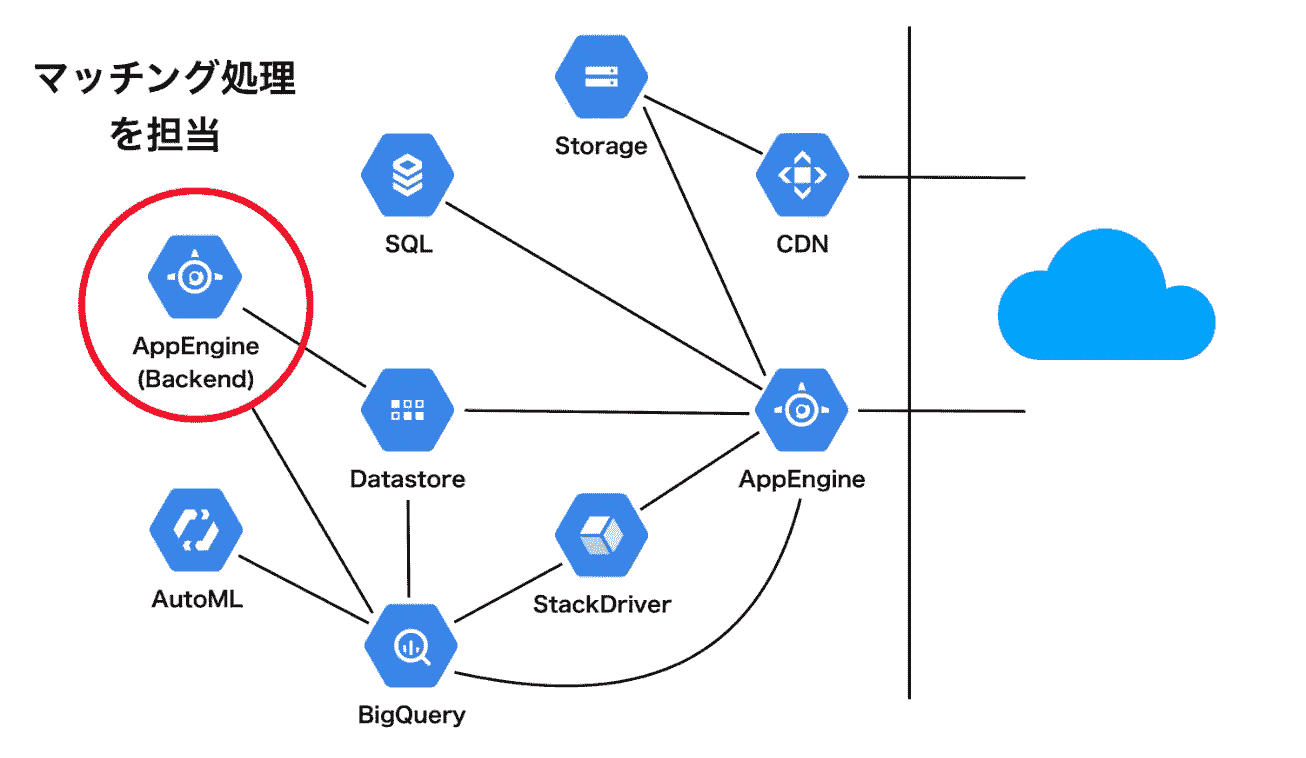 マッチング処理
を担当
Storage
SQL
CDN
AppEngine
(Backend)
Datastore
AppEngine
AutoML
StackDriver
BigQuery